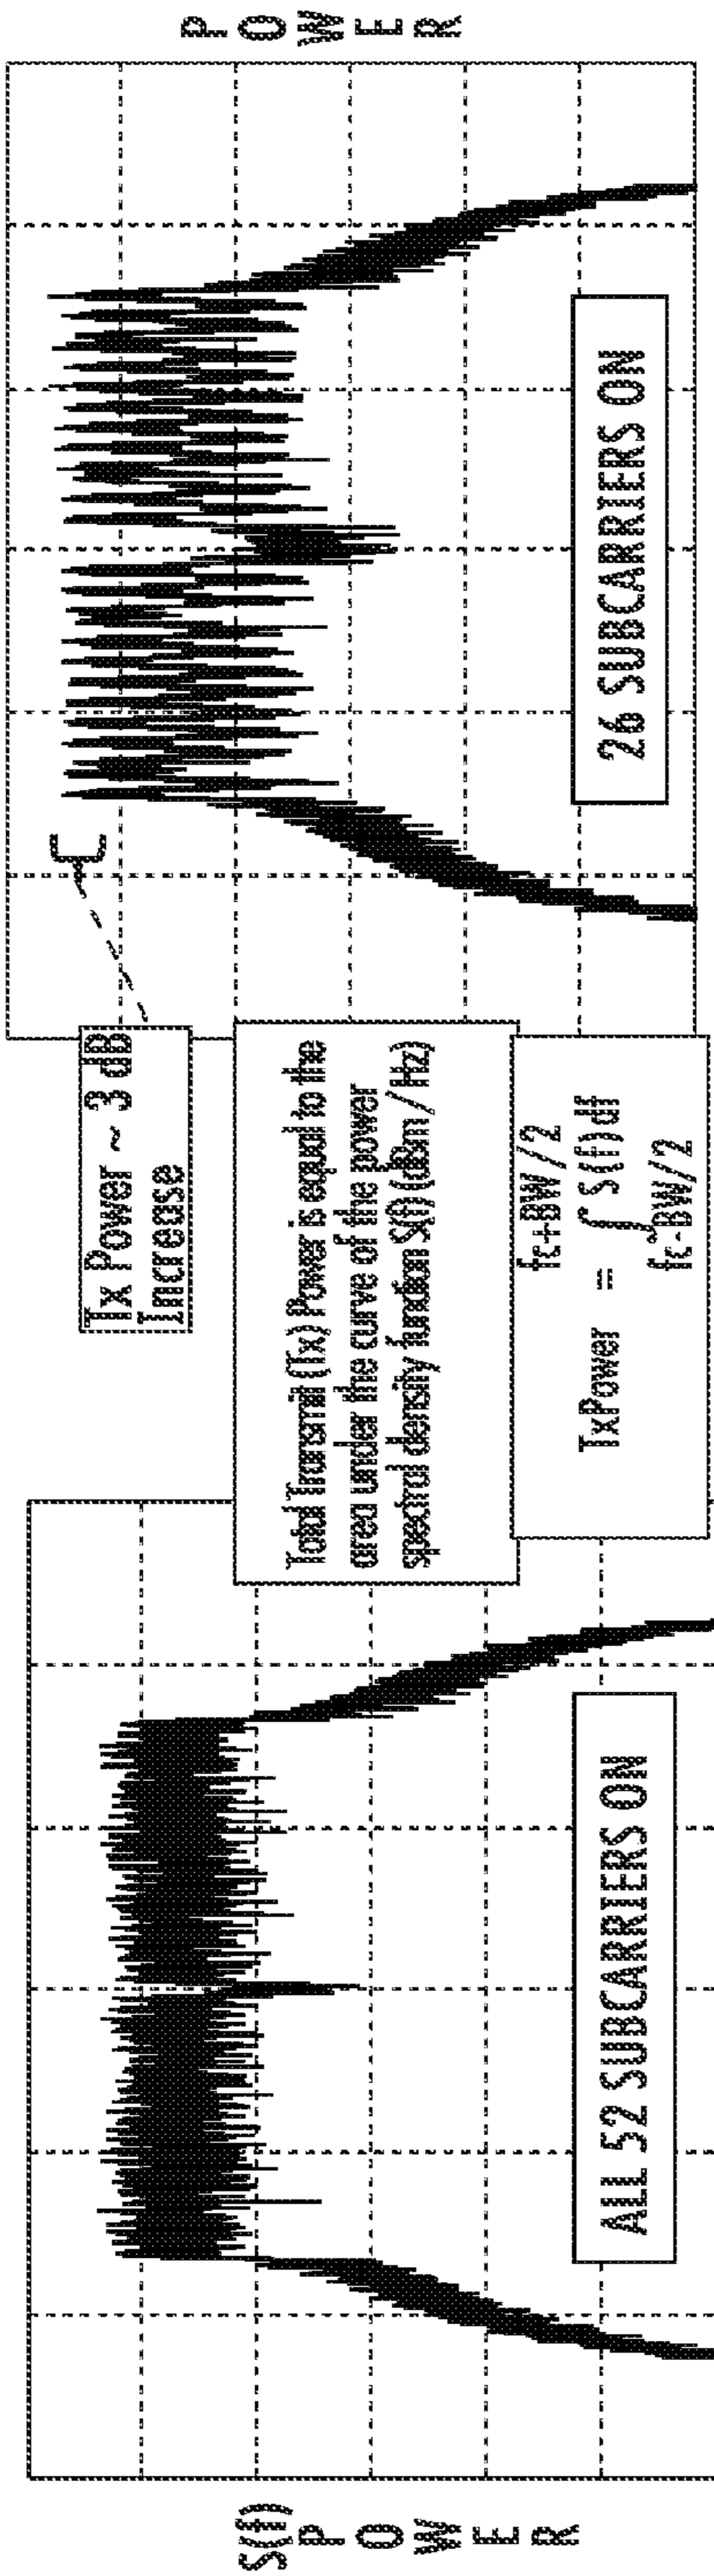 S(f)
POWER
ALL 52 SUBCARRIERS ON
Total Transmit (Tx) Power is equal to the
area under the curve of the power
spectral density function S(f) (dBm / Hz)
fc+BW/2
TxPower = ∫ S(f) df
fc-BW/2
Tx Power ~ 3 dB
Increase
26 SUBCARRIERS ON
POWER